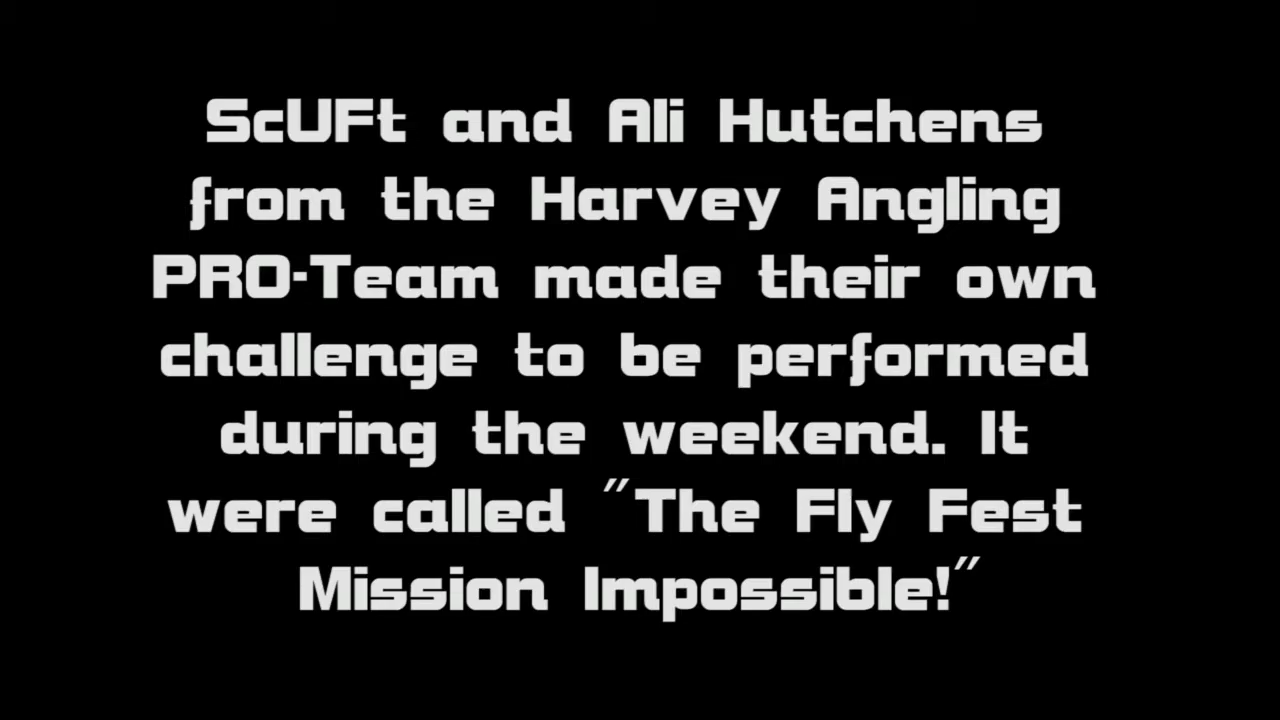 ScUFt and Ali Hutchens
from the Harvey Angling
PRO-Team made their own
challenge to be performed
during the weekend. It
were called "The Fly Fest
Mission Impossible!"